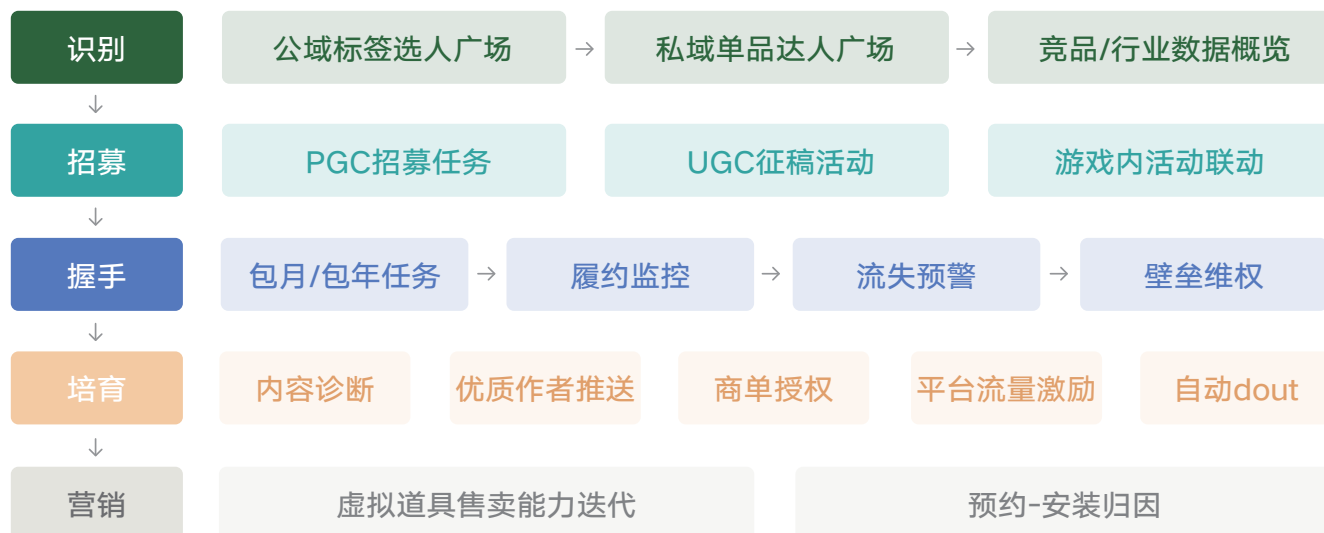 识别 公域标签选人广场 → 私域单品达人广场 → 竞品/行业数据概览
招募 PGC招募任务 UGC征稿活动 游戏内活动联动
握手 包月/包年任务 → 履约监控 → 流失预警 → 壁垒维权
培育 内容诊断 优质作者推送 商单授权 平台流量激励 自动dout
营销 虚拟道具售卖能力迭代 预约-安装归因